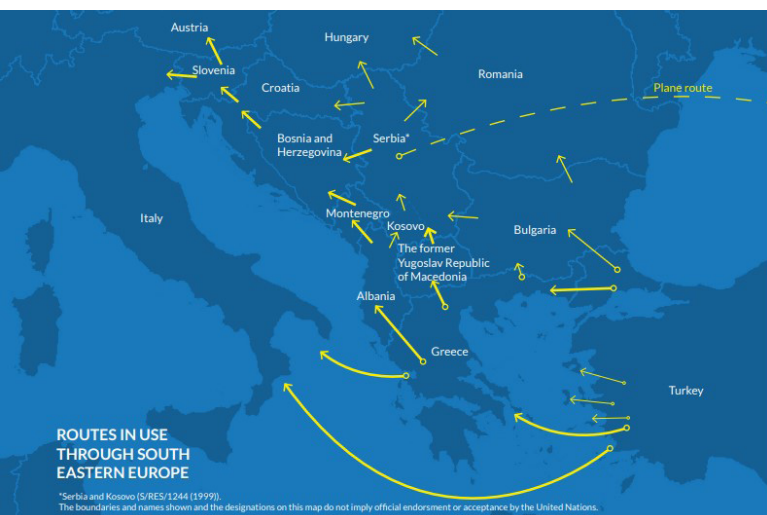 Austria
Hungary
Slovenia
Romania
Croatia
Plane route
Bosnia and
Herzegovina
Serbia*
Italy
Montenegro
Kosovo
Bulgaria
The former
Yugoslav Republic
of Macedonia
Albania
Greece
Turkey
ROUTES IN USE
THROUGH SOUTH
EASTERN EUROPE
*Serbia and Kosovo (S/RES/1244 (1999)).
The boundaries and names shown and the designations on this map do not imply official endorsment or acceptance by the United Nations.